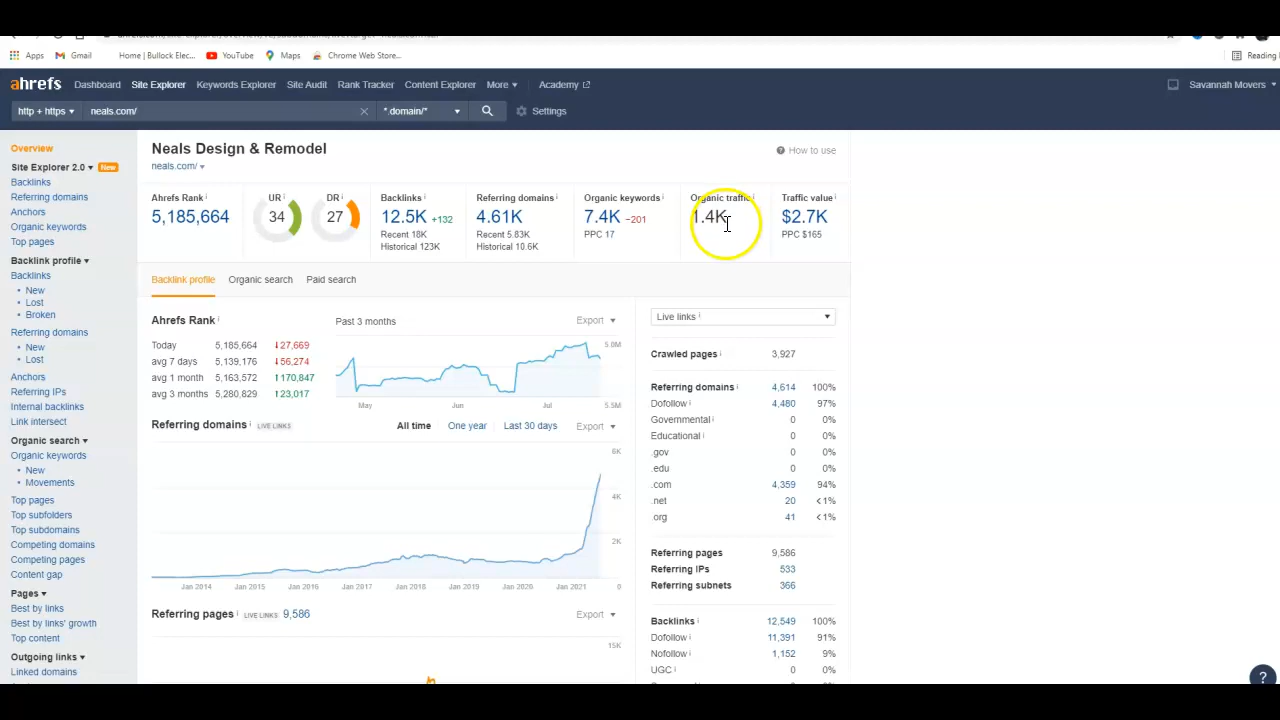 Apps Gmail Home | Bullock Elec... YouTube Maps Chrome Web Store... Reading
ahrefs Dashboard Site Explorer Keywords Explorer Site Audit Rank Tracker Content Explorer More Academy Savannah Movers
http + https neals.com/ *.domain/* Settings
Overview
Site Explorer 2.0 New
Backlinks
Referring domains
Anchors
Organic keywords
Top pages
Backlink profile
Backlinks
• New
• Lost
• Broken
Referring domains
• New
• Lost
Anchors
Referring IPs
Internal backlinks
Link intersect
Organic search
Organic keywords
• New
• Movements
Top pages
Top subfolders
Top subdomains
Competing domains
Competing pages
Content gap
Pages
Best by links
Best by links' growth
Top content
Outgoing links
Linked domains
Neals Design & Remodel
neals.com/
? How to use
Ahrefs Rank i
5,185,664
UR i
34
DR i
27
Backlinks i
12.5K +132
Recent 18K
Historical 123K
Referring domains i
4.61K
Recent 5.83K
Historical 10.6K
Organic keywords i
7.4K –201
PPC 17
Organic traffic i
1.4K
Traffic value i
$2.7K
PPC $165
Backlink profile Organic search Paid search
Ahrefs Rank i Past 3 months Export
Today 5,185,664 ↓27,669
avg 7 days 5,139,176 ↓56,274
avg 1 month 5,163,572 ↑170,847
avg 3 months 5,280,829 ↑23,017
5.0M
5.5M
May Jun Jul
Referring domains i LIVE LINKS All time One year Last 30 days Export
6K
4K
2K
0
Jan 2014 Jan 2015 Jan 2016 Jan 2017 Jan 2018 Jan 2019 Jan 2020 Jan 2021
Referring pages i LIVE LINKS 9,586 Export
15K
Live links i
Crawled pages i 3,927
Referring domains i 4,614 100%
Dofollow i 4,480 97%
Governmental i 0 0%
Educational i 0 0%
.gov 0 0%
.edu 0 0%
.com 4,359 94%
.net 20 <1%
.org 41 <1%
Referring pages 9,586
Referring IPs 533
Referring subnets 366
Backlinks i 12,549 100%
Dofollow i 11,391 91%
Nofollow i 1,152 9%
UGC i 0 0%
?